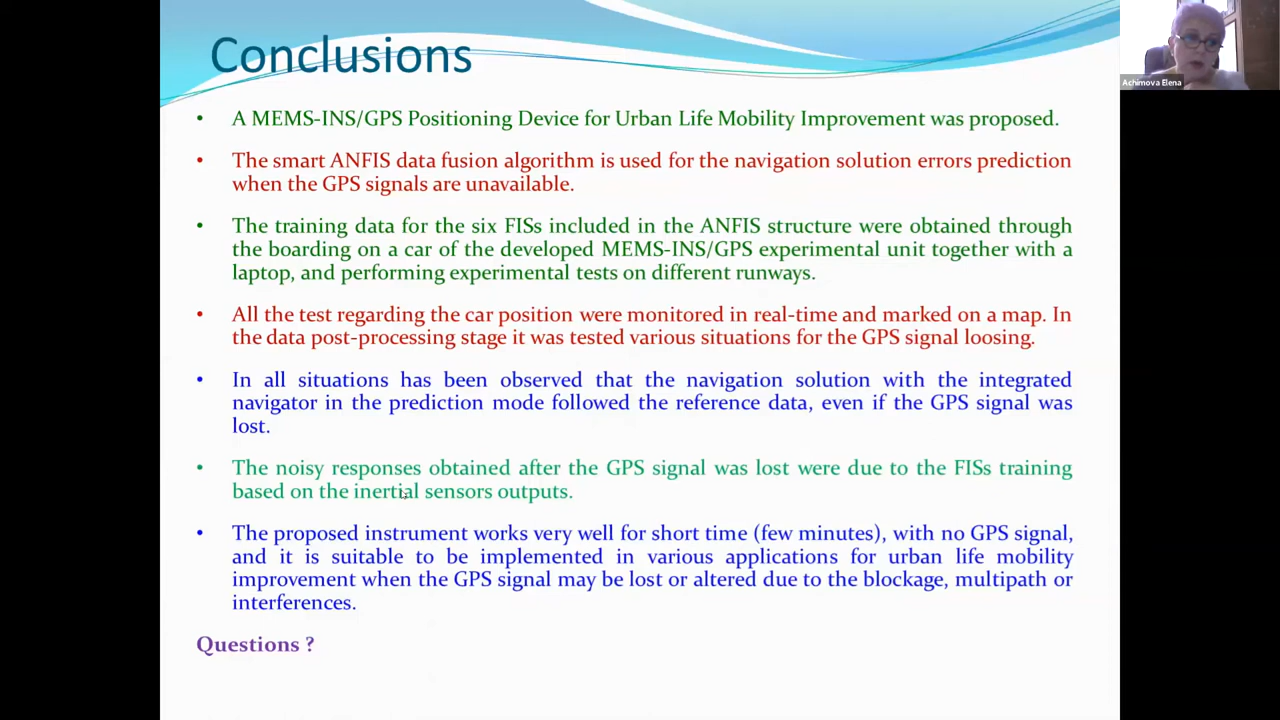 Conclusions
Achimova Elena
• A MEMS-INS/GPS Positioning Device for Urban Life Mobility Improvement was proposed.
• The smart ANFIS data fusion algorithm is used for the navigation solution errors prediction
when the GPS signals are unavailable.
• The training data for the six FISs included in the ANFIS structure were obtained through
the boarding on a car of the developed MEMS-INS/GPS experimental unit together with a
laptop, and performing experimental tests on different runways.
• All the test regarding the car position were monitored in real-time and marked on a map. In
the data post-processing stage it was tested various situations for the GPS signal loosing.
• In all situations has been observed that the navigation solution with the integrated
navigator in the prediction mode followed the reference data, even if the GPS signal was
lost.
• The noisy responses obtained after the GPS signal was lost were due to the FISs training
based on the inertial sensors outputs.
• The proposed instrument works very well for short time (few minutes), with no GPS signal,
and it is suitable to be implemented in various applications for urban life mobility
improvement when the GPS signal may be lost or altered due to the blockage, multipath or
interferences.
Questions ?